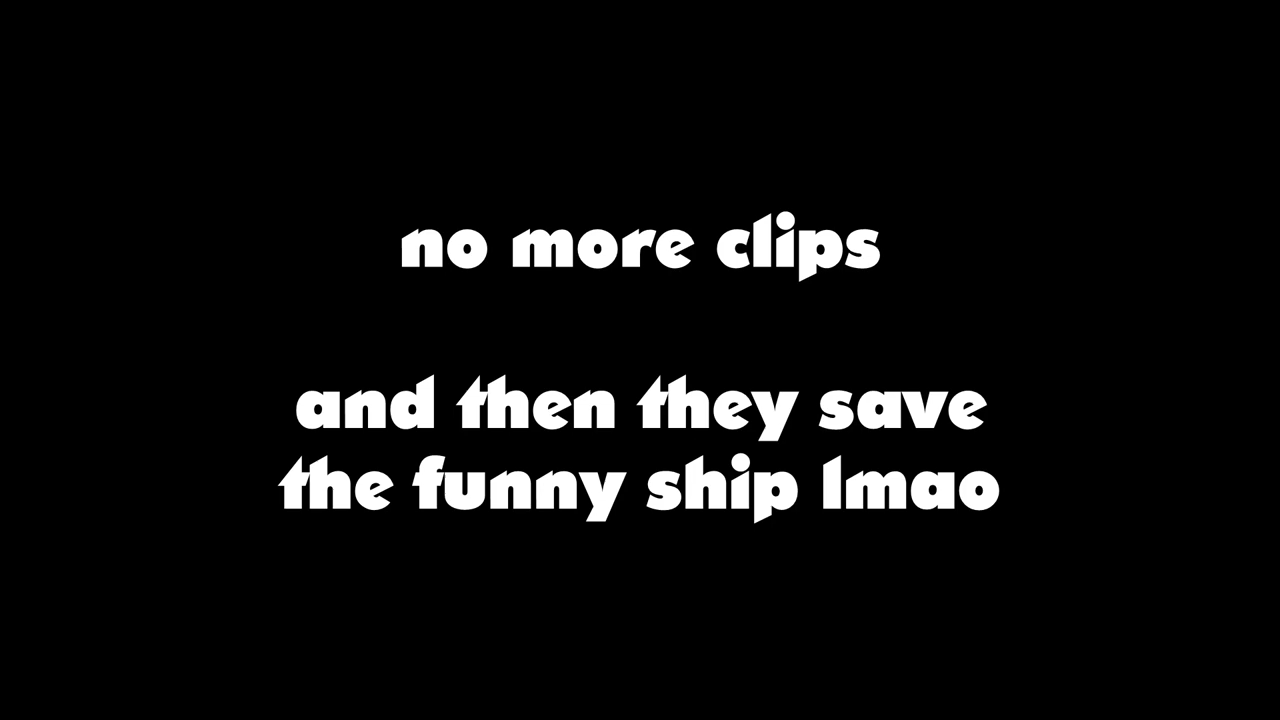 no more clips
and then they save
the funny ship lmao